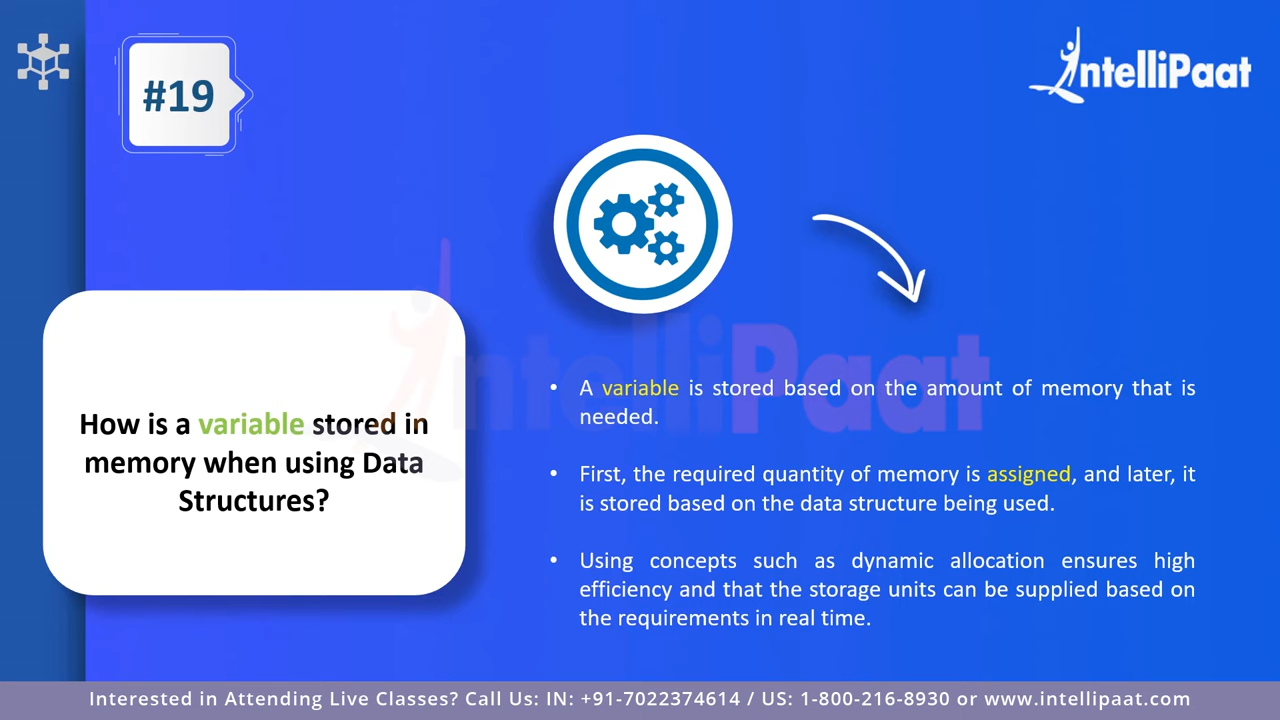 #19
IntelliPaat
How is a variable stored in
memory when using Data
Structures?
IntelliPaat
• A variable is stored based on the amount of memory that is
needed.
• First, the required quantity of memory is assigned, and later, it
is stored based on the data structure being used.
• Using concepts such as dynamic allocation ensures high
efficiency and that the storage units can be supplied based on
the requirements in real time.
Interested in Attending Live Classes? Call Us: IN: +91-7022374614 / US: 1-800-216-8930 or www.intellipaat.com